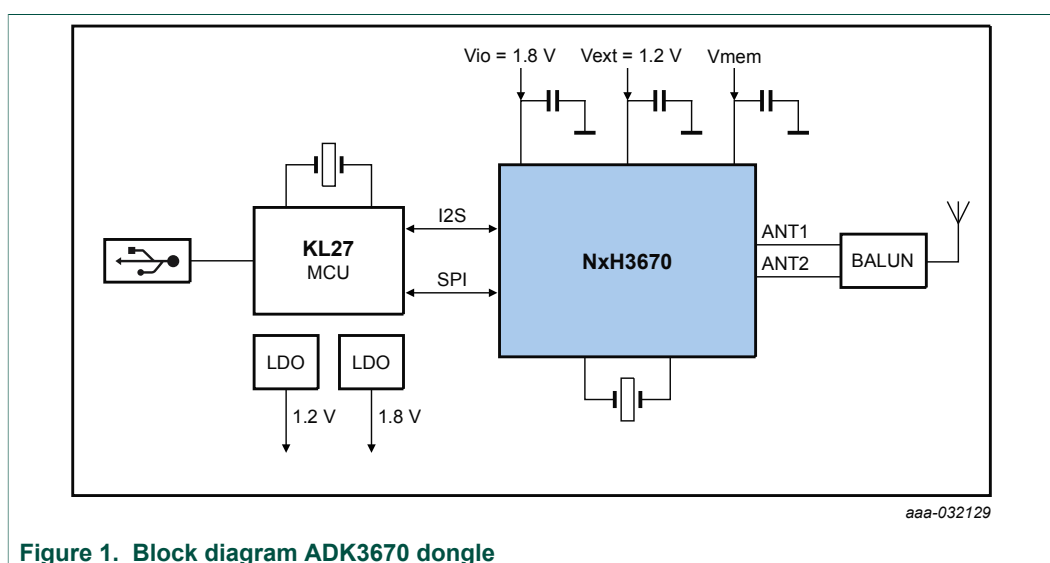 Vio = 1.8 V Vext = 1.2 V Vmem
I2S
KL27
MCU
SPI
NxH3670
ANT1
ANT2
BALUN
LDO LDO
1.2 V 1.8 V
aaa-032129
Figure 1. Block diagram ADK3670 dongle